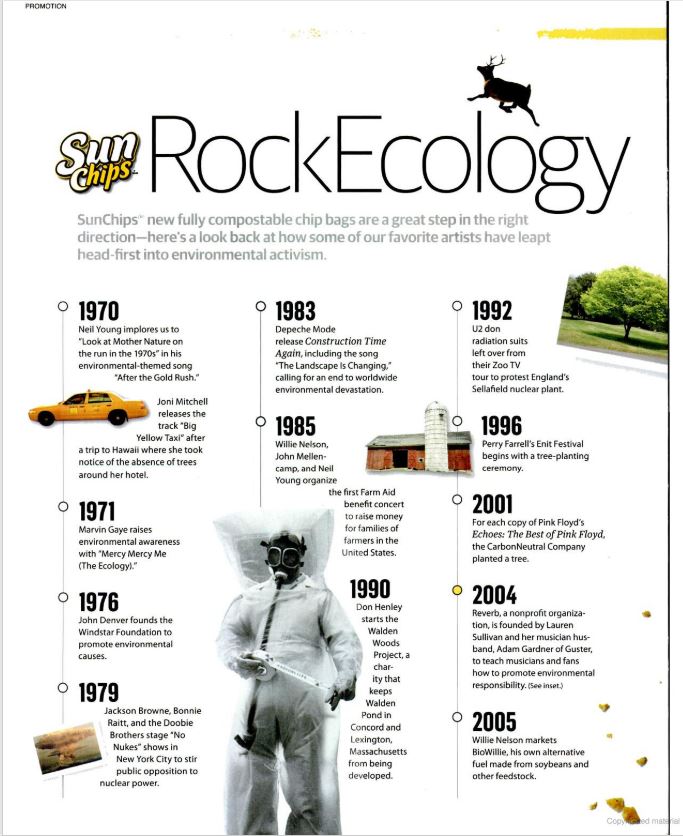 PROMOTION
Sun
Chips™
RockEcology
SunChips™ new fully compostable chip bags are a great step in the right
direction—here's a look back at how some of our favorite artists have leapt
head-first into environmental activism.
1970
Neil Young implores us to
"Look at Mother Nature on
the run in the 1970s" in his
environmental-themed song
"After the Gold Rush."
Joni Mitchell
releases the
track "Big
Yellow Taxi" after
a trip to Hawaii where she took
notice of the absence of trees
around her hotel.
1971
Marvin Gaye raises
environmental awareness
with "Mercy Mercy Me
(The Ecology)."
1976
John Denver founds the
Windstar Foundation to
promote environmental
causes.
1979
Jackson Browne, Bonnie
Raitt, and the Doobie
Brothers stage "No
Nukes" shows in
New York City to stir
public opposition to
nuclear power.
1983
Depeche Mode
release Construction Time
Again, including the song
"The Landscape Is Changing,"
calling for an end to worldwide
environmental devastation.
1985
Willie Nelson,
John Mellen-
camp, and Neil
Young organize
the first Farm Aid
benefit concert
to raise money
for families of
farmers in the
United States.
1990
Don Henley
starts the
Walden
Woods
Project, a
char-
ity that
keeps
Walden
Pond in
Concord and
Lexington,
Massachusetts
from being
developed.
1992
U2 don
radiation suits
left over from
their Zoo TV
tour to protest England's
Sellafield nuclear plant.
1996
Perry Farrell's Enit Festival
begins with a tree-planting
ceremony.
2001
For each copy of Pink Floyd's
Echoes: The Best of Pink Floyd,
the CarbonNeutral Company
planted a tree.
2004
Reverb, a nonprofit organiza-
tion, is founded by Lauren
Sullivan and her musician hus-
band, Adam Gardner of Guster,
to teach musicians and fans
how to promote environmental
responsibility. (See inset.)
2005
Willie Nelson markets
BioWillie, his own alternative
fuel made from soybeans and
other feedstock.
Copyrighted material